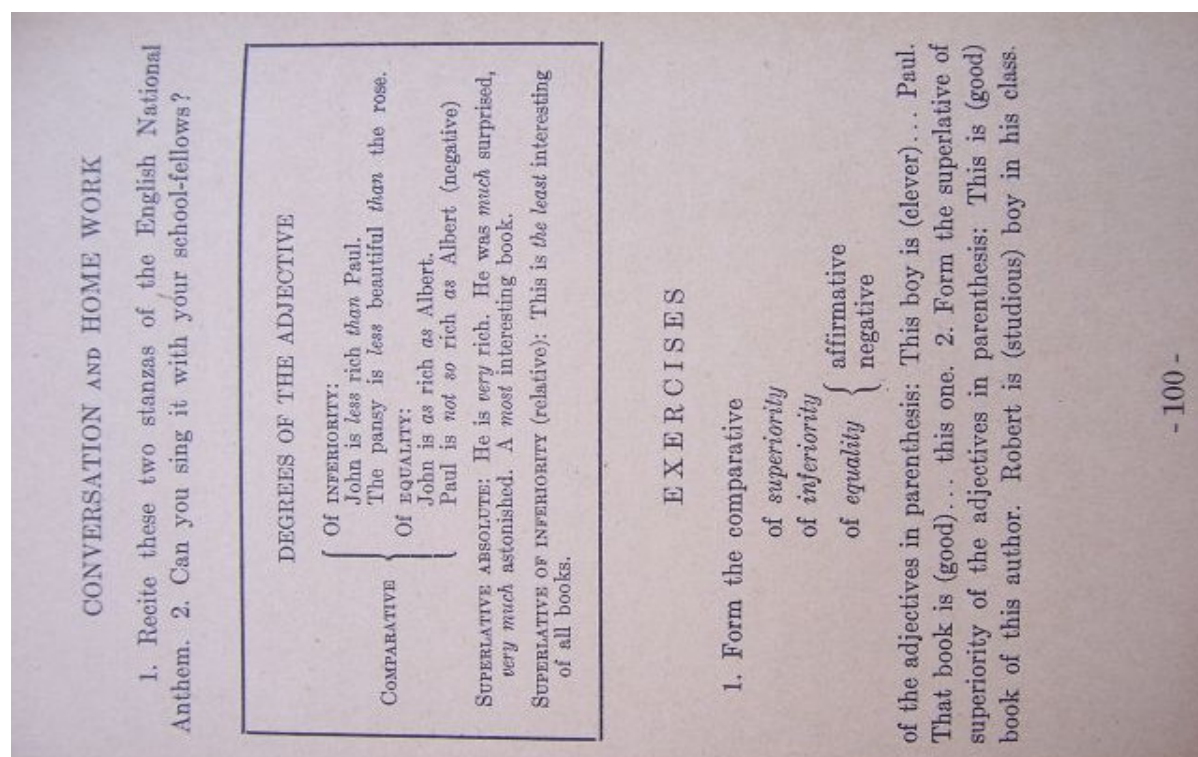 CONVERSATION AND HOME WORK
1. Recite these two stanzas of the English National
Anthem. 2. Can you sing it with your school-fellows?
DEGREES OF THE ADJECTIVE
COMPARATIVE
Of INFERIORITY:
John is less rich than Paul.
The pansy is less beautiful than the rose.
Of EQUALITY:
John is as rich as Albert.
Paul is not so rich as Albert (negative)
SUPERLATIVE ABSOLUTE: He is very rich. He was much surprised,
very much astonished. A most interesting book.
SUPERLATIVE OF INFERIORITY (relative): This is the least interesting
of all books.
EXERCISES
1. Form the comparative
of superiority
of inferiority
of equality { affirmative
negative
of the adjectives in parenthesis: This boy is (clever)... Paul.
That book is (good)... this one. 2. Form the superlative of
superiority of the adjectives in parenthesis: This is (good)
book of this author. Robert is (studious) boy in his class.
- 100 -